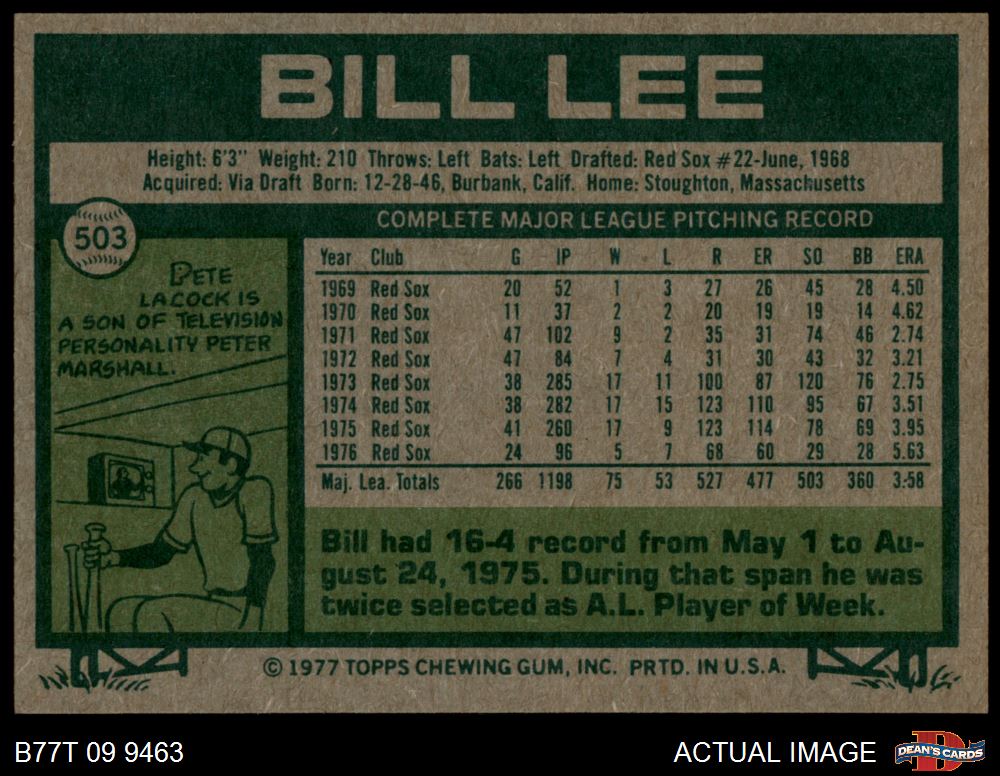 BILL LEE
Height: 6'3" Weight: 210 Throws: Left Bats: Left Drafted: Red Sox #22-June, 1968
Acquired: Via Draft Born: 12-28-46, Burbank, Calif. Home: Stoughton, Massachusetts
503
COMPLETE MAJOR LEAGUE PITCHING RECORD
PETE
LACOCK IS
A SON OF TELEVISION
PERSONALITY PETER
MARSHALL.
Year Club G IP W L R ER SO BB ERA
1969 Red Sox 20 52 1 3 27 26 45 28 4.50
1970 Red Sox 11 37 2 2 20 19 19 14 4.62
1971 Red Sox 47 102 9 2 35 31 74 46 2.74
1972 Red Sox 47 84 7 4 31 30 43 32 3.21
1973 Red Sox 38 285 17 11 100 87 120 76 2.75
1974 Red Sox 38 282 17 15 123 110 95 67 3.51
1975 Red Sox 41 260 17 9 123 114 78 69 3.95
1976 Red Sox 24 96 5 7 68 60 29 28 5.63
Maj. Lea. Totals 266 1198 75 53 527 477 503 360 3.58
Bill had 16-4 record from May 1 to Au-
gust 24, 1975. During that span he was
twice selected as A.L. Player of Week.
© 1977 TOPPS CHEWING GUM, INC. PRTD. IN U.S.A.
B77T 09 9463
ACTUAL IMAGE
D
DEAN'S CARDS